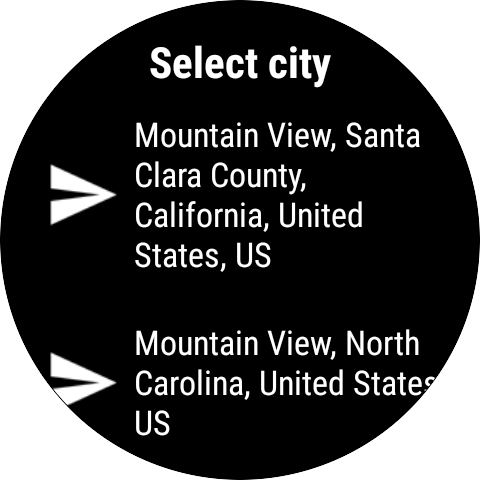 Select city
Mountain View, Santa
Clara County,
California, United
States, US
Mountain View, North
Carolina, United States
US